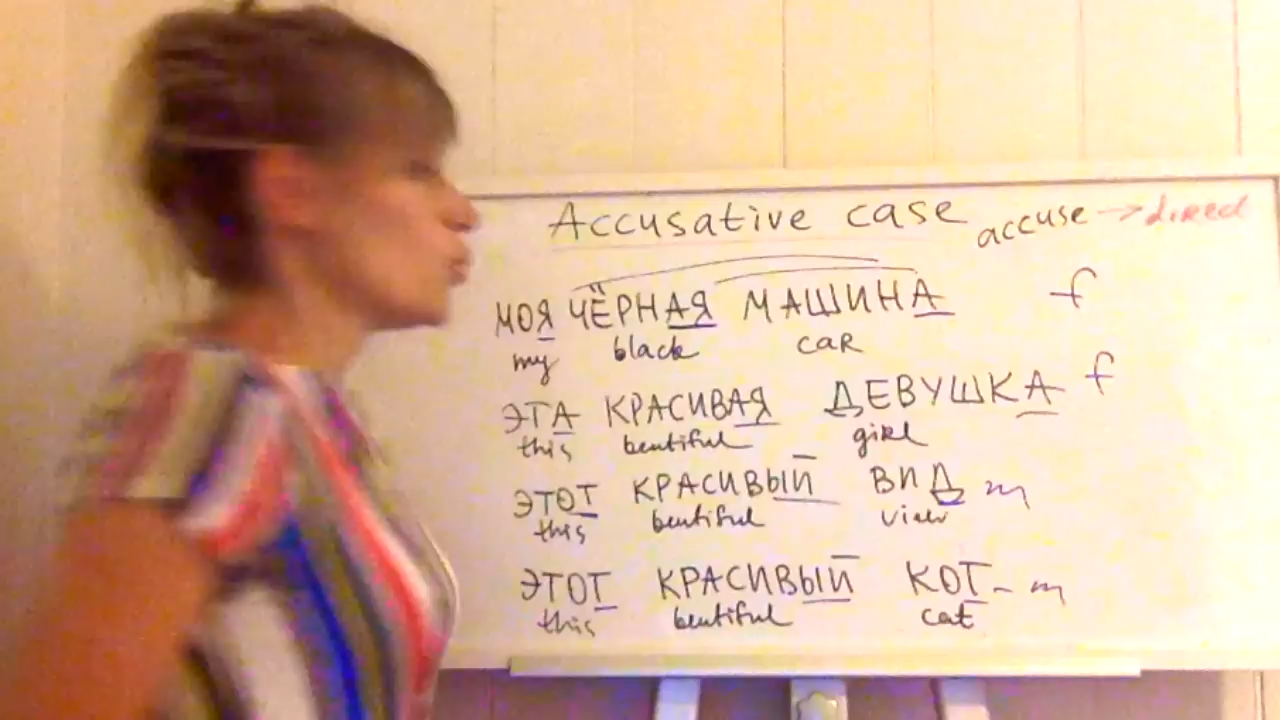 Accusative case accuse → direct
МОЯ ЧЁРНАЯ МАШИНА f
my black car
ЭТА КРАСИВАЯ ДЕВУШКА f
this beutiful girl
ЭТОТ КРАСИВЫЙ ВИД m
this beutiful view
ЭТОТ КРАСИВЫЙ КОТ - m
this beutiful cat